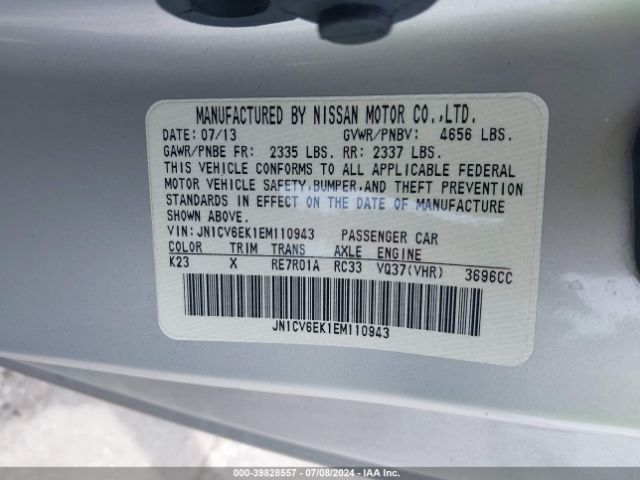 MANUFACTURED BY NISSAN MOTOR CO.,LTD.
DATE: 07/13 GVWR/PNBV: 4656 LBS.
GAWR/PNBE FR: 2335 LBS. RR: 2337 LBS.
THIS VEHICLE CONFORMS TO ALL APPLICABLE FEDERAL
MOTOR VEHICLE SAFETY,BUMPER,AND THEFT PREVENTION
STANDARDS IN EFFECT ON THE DATE OF MANUFACTURE
SHOWN ABOVE.
VIN:JN1CV6EK1EM110943 PASSENGER CAR
COLOR TRIM TRANS AXLE ENGINE
K23 X RE7R01A RC33 VQ37(VHR) 3696CC
JN1CV6EK1EM110943
000-39828557 - 07/08/2024 - IAA Inc.